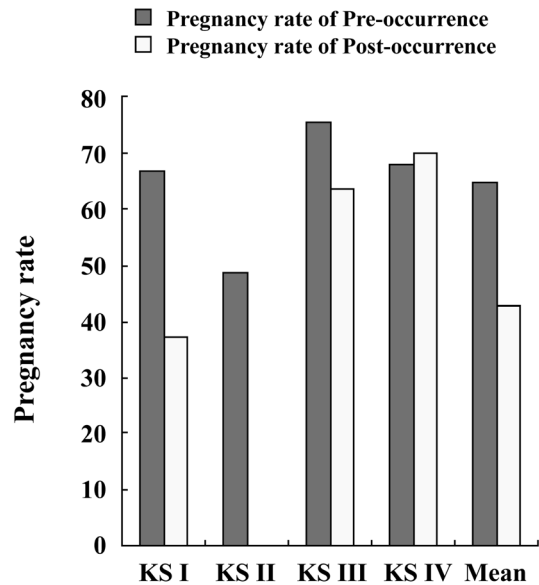 Pregnancy rate of Pre-occurrence
Pregnancy rate of Post-occurrence
Pregnancy rate
80
70
60
50
40
30
20
10
0
KS I KS II KS III KS IV Mean